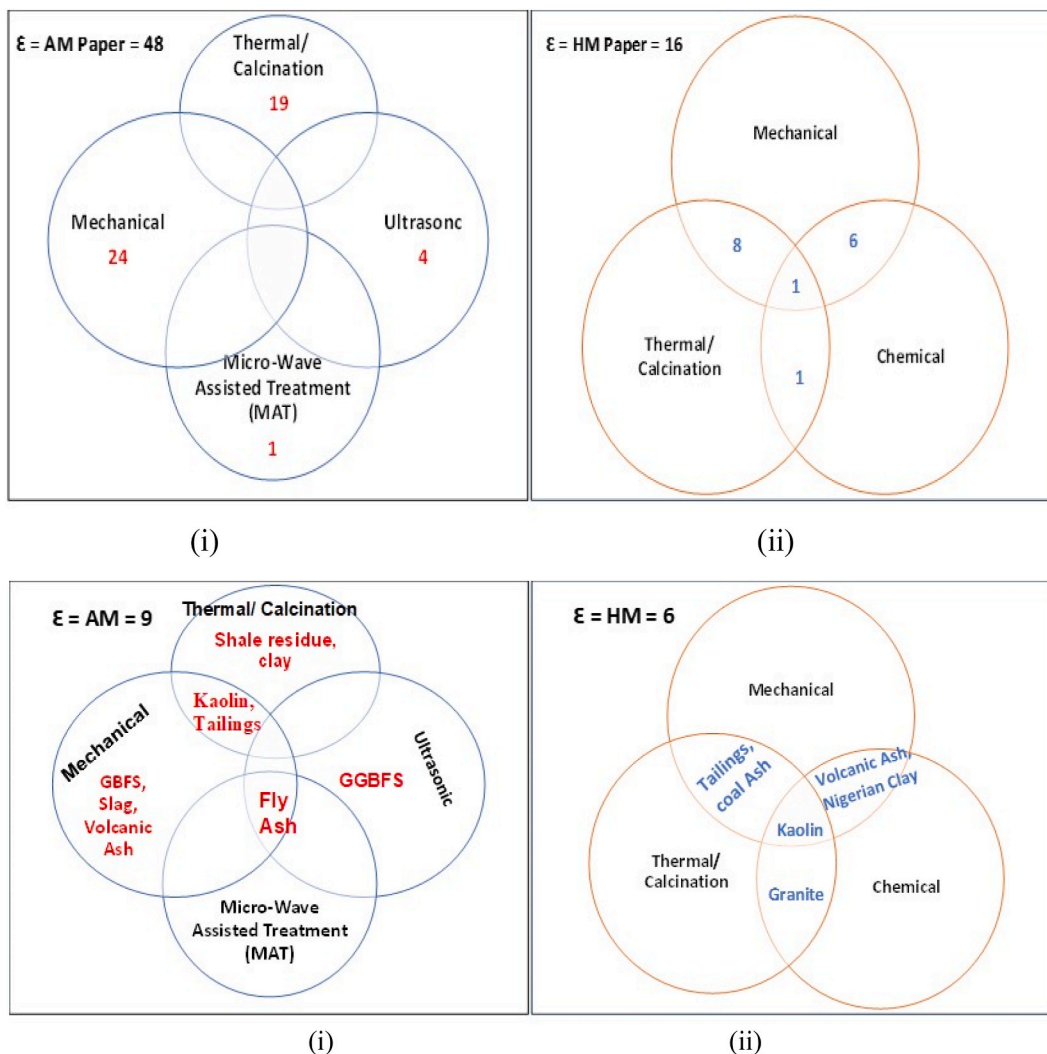 Ɛ = AM Paper = 48
Thermal/
Calcination
19
Mechanical
24
Ultrasonc
4
Micro-Wave
Assisted Treatment
(MAT)
1
(i)
Ɛ = HM Paper = 16
Mechanical
8
6
1
Thermal/
Calcination
Chemical
1
(ii)
Ɛ = AM = 9
Thermal/ Calcination
Shale residue,
clay
Kaolin,
Tailings
Mechanical
GBFS,
Slag,
Volcanic
Ash
Ultrasonic
GGBFS
Fly
Ash
Micro-Wave
Assisted Treatment
(MAT)
(i)
Ɛ = HM = 6
Mechanical
Tailings,
coal Ash
Volcanic Ash,
Nigerian Clay
Kaolin
Thermal/
Calcination
Granite
Chemical
(ii)